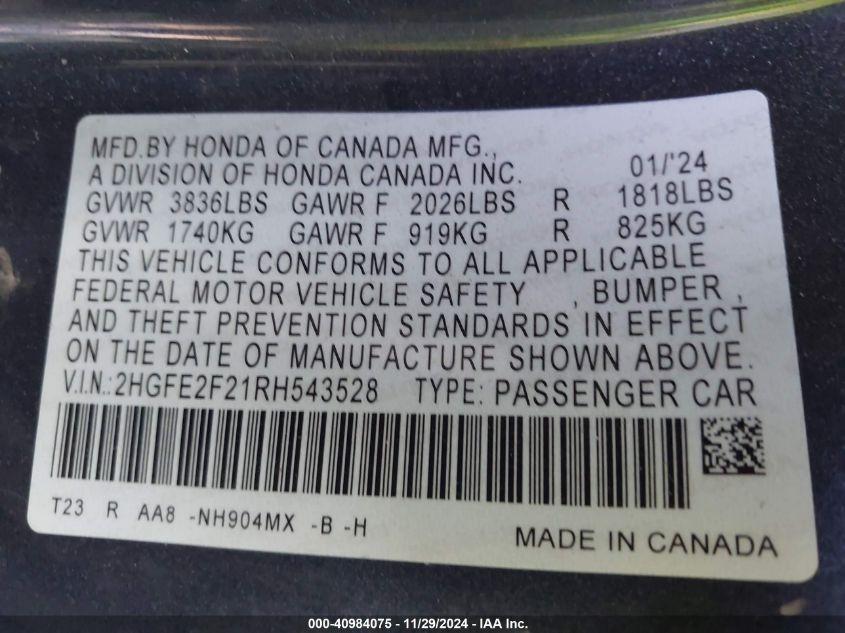 MFD.BY HONDA OF CANADA MFG.,
A DIVISION OF HONDA CANADA INC. 01/'24
GVWR 3836LBS GAWR F 2026LBS R 1818LBS
GVWR 1740KG GAWR F 919KG R 825KG
THIS VEHICLE CONFORMS TO ALL APPLICABLE
FEDERAL MOTOR VEHICLE SAFETY , BUMPER ,
AND THEFT PREVENTION STANDARDS IN EFFECT
ON THE DATE OF MANUFACTURE SHOWN ABOVE.
V.I.N.: 2HGFE2F21RH543528 TYPE: PASSENGER CAR
T23 R AA8 -NH904MX -B -H
MADE IN CANADA
000-40984075 - 11/29/2024 - IAA Inc.